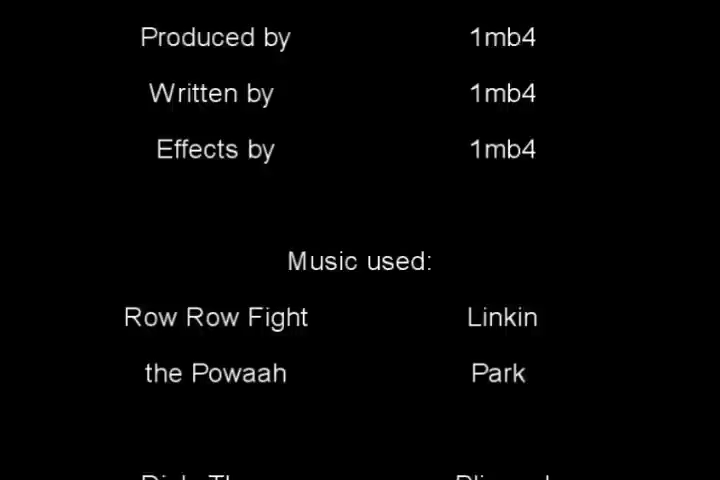 Produced by 1mb4
Written by 1mb4
Effects by 1mb4
Music used:
Row Row Fight Linkin
the Powaah Park